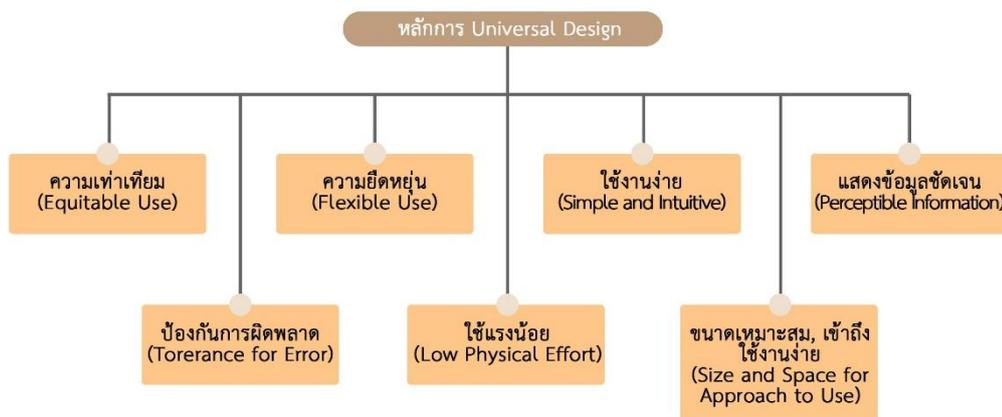 หลักการ Universal Design
ความเท่าเทียม
(Equitable Use)
ความยืดหยุ่น
(Flexible Use)
ใช้งานง่าย
(Simple and Intuitive)
แสดงข้อมูลชัดเจน
(Perceptible Information)
ป้องกันการผิดพลาด
(Torerance for Error)
ใช้แรงน้อย
(Low Physical Effort)
ขนาดเหมาะสม, เข้าถึง
ใช้งานง่าย
(Size and Space for
Approach to Use)